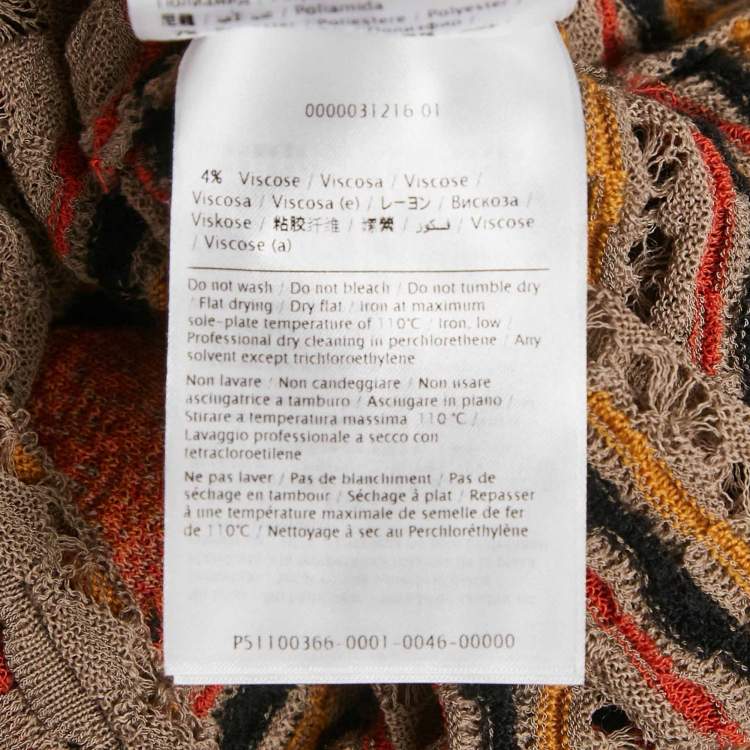 尼龍 / Poliamida
Poliestere / Polyester
0000031216 01
4% Viscose / Viscosa / Viscose /
Viscosa / Viscosa (e) / レーヨン / Вискоза /
Viskose / 粘胶纤维 / 嫘縈 / فسكوز / Viscose
/ Viscose (a)
Do not wash / Do not bleach / Do not tumble dry
/ Flat drying / Dry flat / Iron at maximum
sole-plate temperature of 110°C / Iron, low /
Professional dry cleaning in perchlorethene / Any
solvent except trichloroethylene
Non lavare / Non candeggiare / Non usare
asciugatrice a tamburo / Asciugare in piano /
Stirare a temperatura massima 110 °C /
Lavaggio professionale a secco con
tetracloroetilene
Ne pas laver / Pas de blanchiment / Pas de
séchage en tambour / Séchage à plat / Repasser
à une température maximale de semelle de fer
de 110°C / Nettoyage à sec au Perchloréthylène
P51100366-0001-0046-00000